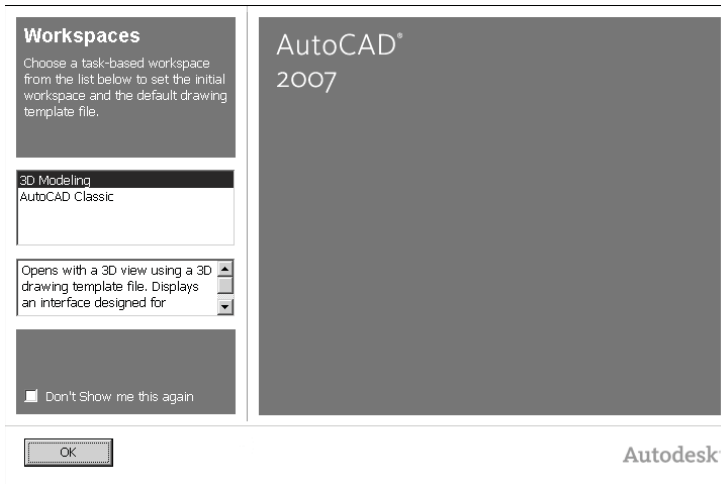 Workspaces
Choose a task-based workspace
from the list below to set the initial
workspace and the default drawing
template file.
3D Modeling
AutoCAD Classic
Opens with a 3D view using a 3D
drawing template file. Displays
an interface designed for
Don't Show me this again
OK
AutoCAD®
2007
Autodesk